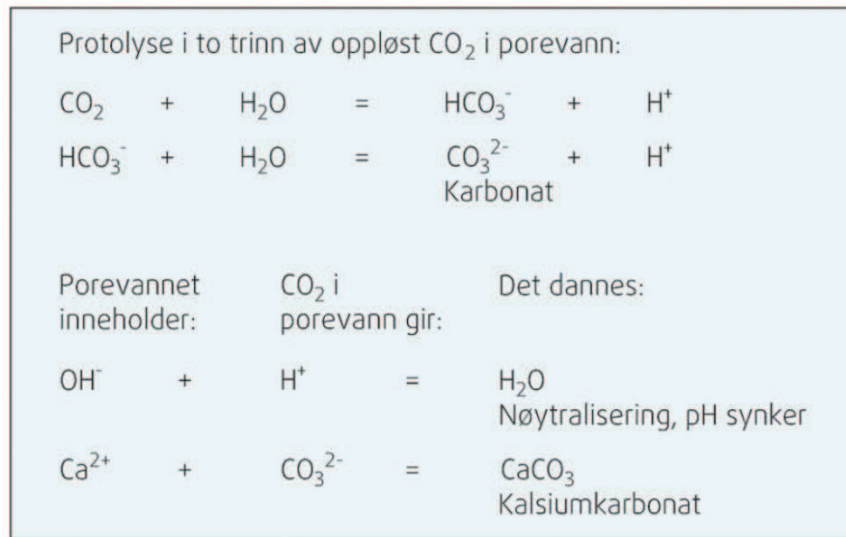 Protolyse i to trinn av oppløst CO₂ i porevann:
CO₂ + H₂O = HCO₃⁻ + H⁺
HCO₃⁻ + H₂O = CO₃²⁻ + H⁺
Karbonat
Porevannet CO₂ i Det dannes:
inneholder: porevann gir:
OH⁻ + H⁺ = H₂O
Nøytralisering, pH synker
Ca²⁺ + CO₃²⁻ = CaCO₃
Kalsiumkarbonat